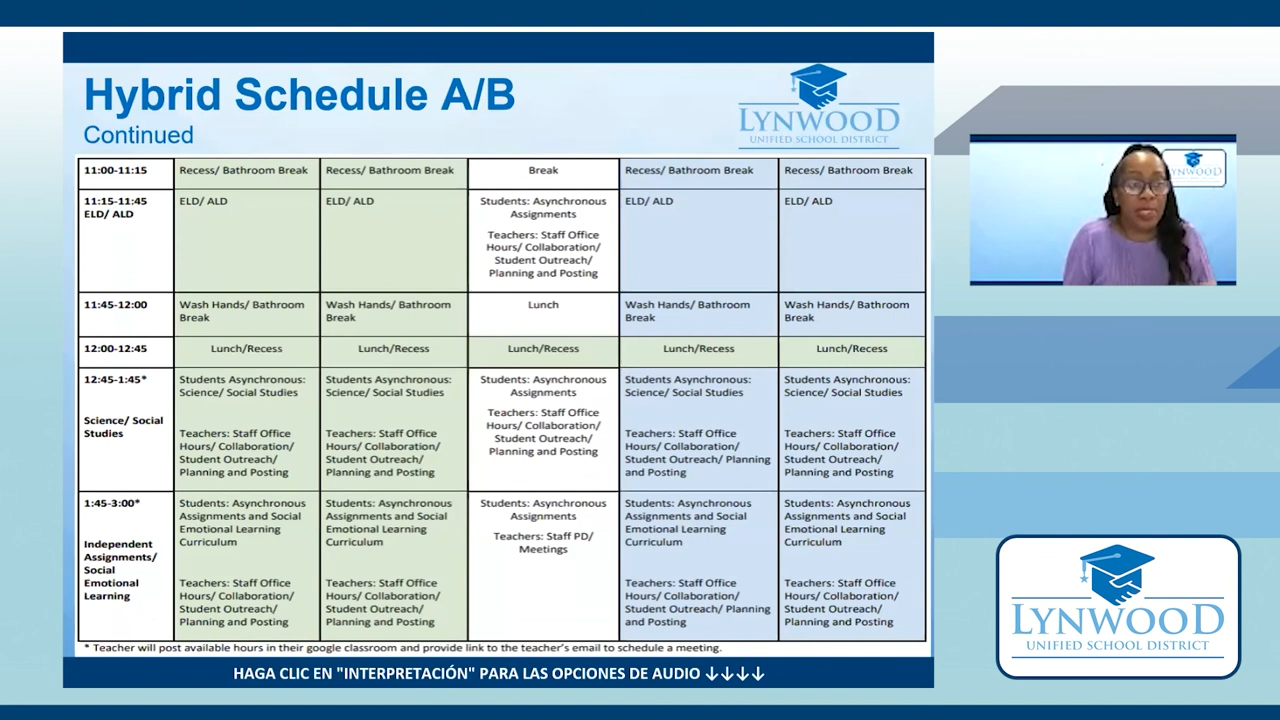 Hybrid Schedule A/B
Continued
LYNWOOD
UNIFIED SCHOOL DISTRICT
11:00-11:15
Recess/ Bathroom Break
Recess/ Bathroom Break
Break
Recess/ Bathroom Break
Recess/ Bathroom Break
11:15-11:45
ELD/ ALD
ELD/ ALD
ELD/ ALD
Students: Asynchronous
Assignments
Teachers: Staff Office
Hours/ Collaboration/
Student Outreach/
Planning and Posting
ELD/ ALD
ELD/ ALD
11:45-12:00
Wash Hands/ Bathroom
Break
Wash Hands/ Bathroom
Break
Lunch
Wash Hands/ Bathroom
Break
Wash Hands/ Bathroom
Break
12:00-12:45
Lunch/Recess
Lunch/Recess
Lunch/Recess
Lunch/Recess
Lunch/Recess
12:45-1:45*
Science/ Social
Studies
Students Asynchronous:
Science/ Social Studies
Teachers: Staff Office
Hours/ Collaboration/
Student Outreach/
Planning and Posting
Students Asynchronous:
Science/ Social Studies
Teachers: Staff Office
Hours/ Collaboration/
Student Outreach/
Planning and Posting
Students: Asynchronous
Assignments
Teachers: Staff Office
Hours/ Collaboration/
Student Outreach/
Planning and Posting
Students Asynchronous:
Science/ Social Studies
Teachers: Staff Office
Hours/ Collaboration/
Student Outreach/ Planning
and Posting
Students Asynchronous:
Science/ Social Studies
Teachers: Staff Office
Hours/ Collaboration/
Student Outreach/
Planning and Posting
1:45-3:00*
Independent
Assignments/
Social
Emotional
Learning
Students: Asynchronous
Assignments and Social
Emotional Learning
Curriculum
Teachers: Staff Office
Hours/ Collaboration/
Student Outreach/
Planning and Posting
Students: Asynchronous
Assignments and Social
Emotional Learning
Curriculum
Teachers: Staff Office
Hours/ Collaboration/
Student Outreach/
Planning and Posting
Students: Asynchronous
Assignments
Teachers: Staff PD/
Meetings
Students: Asynchronous
Assignments and Social
Emotional Learning
Curriculum
Teachers: Staff Office
Hours/ Collaboration/
Student Outreach/ Planning
and Posting
Students: Asynchronous
Assignments and Social
Emotional Learning
Curriculum
Teachers: Staff Office
Hours/ Collaboration/
Student Outreach/
Planning and Posting
* Teacher will post available hours in their google classroom and provide link to the teacher's email to schedule a meeting.
HAGA CLIC EN "INTERPRETACIÓN" PARA LAS OPCIONES DE AUDIO ↓↓↓↓
LYNWOOD
UNIFIED SCHOOL DISTRICT